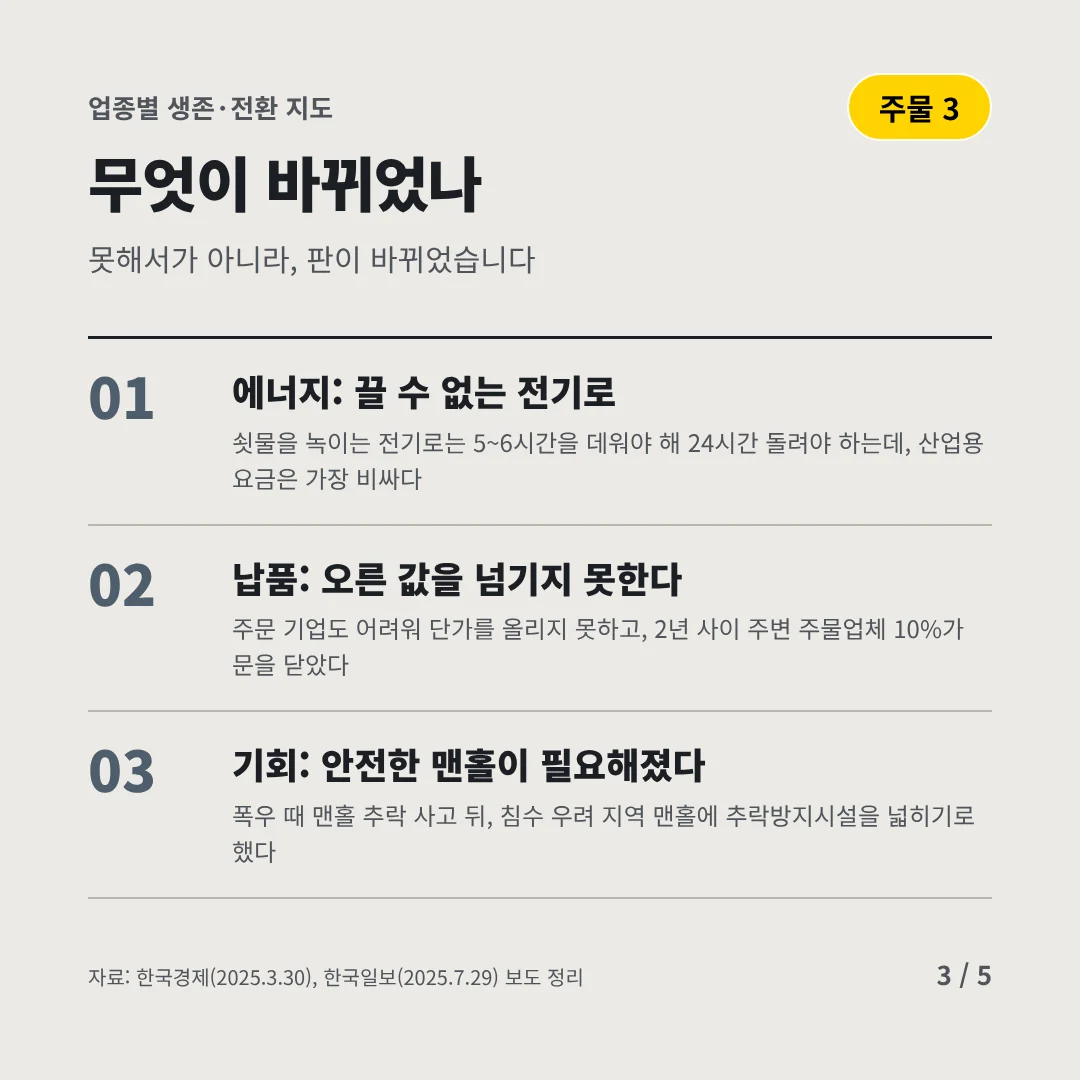 업종별 생존·전환 지도
주물 3
무엇이 바뀌었나
못해서가 아니라, 판이 바뀌었습니다
01
에너지: 끌 수 없는 전기로
쇳물을 녹이는 전기로는 5~6시간을 데워야 해 24시간 돌려야 하는데, 산업용
요금은 가장 비싸다
02
납품: 오른 값을 넘기지 못한다
주문 기업도 어려워 단가를 올리지 못하고, 2년 사이 주변 주물업체 10%가
문을 닫았다
03
기회: 안전한 맨홀이 필요해졌다
폭우 때 맨홀 추락 사고 뒤, 침수 우려 지역 맨홀에 추락방지시설을 넓히기로
했다
자료: 한국경제(2025.3.30), 한국일보(2025.7.29) 보도 정리
3 / 5